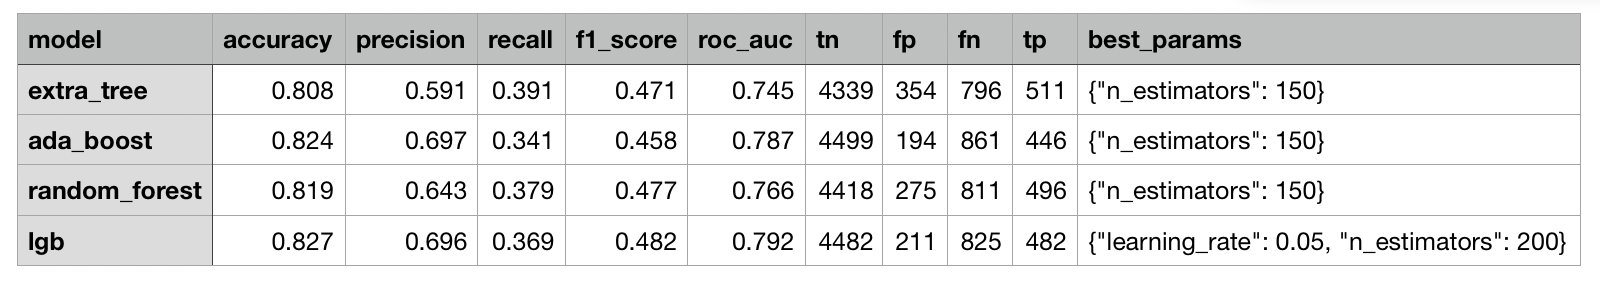 model accuracy precision recall f1_score roc_auc tn fp fn tp best_params
extra_tree 0.808 0.591 0.391 0.471 0.745 4339 354 796 511 {"n_estimators": 150}
ada_boost 0.824 0.697 0.341 0.458 0.787 4499 194 861 446 {"n_estimators": 150}
random_forest 0.819 0.643 0.379 0.477 0.766 4418 275 811 496 {"n_estimators": 150}
lgb 0.827 0.696 0.369 0.482 0.792 4482 211 825 482 {"learning_rate": 0.05, "n_estimators": 200}